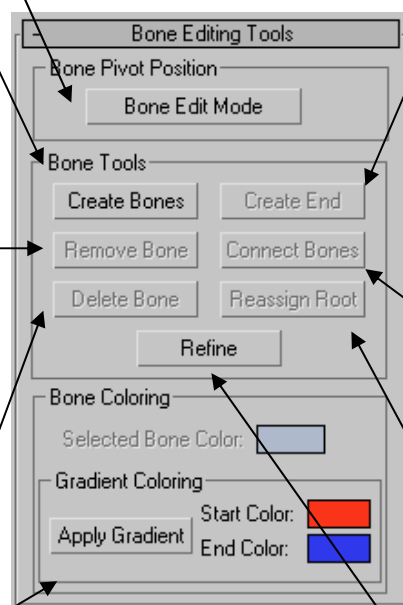 Bone Editing Tools
Bone Pivot Position
Bone Edit Mode
Bone Tools
Create Bones Create End
Remove Bone Connect Bones
Delete Bone Reassign Root
Refine
Bone Coloring
Selected Bone Color:
Gradient Coloring
Apply Gradient
Start Color:
End Color: